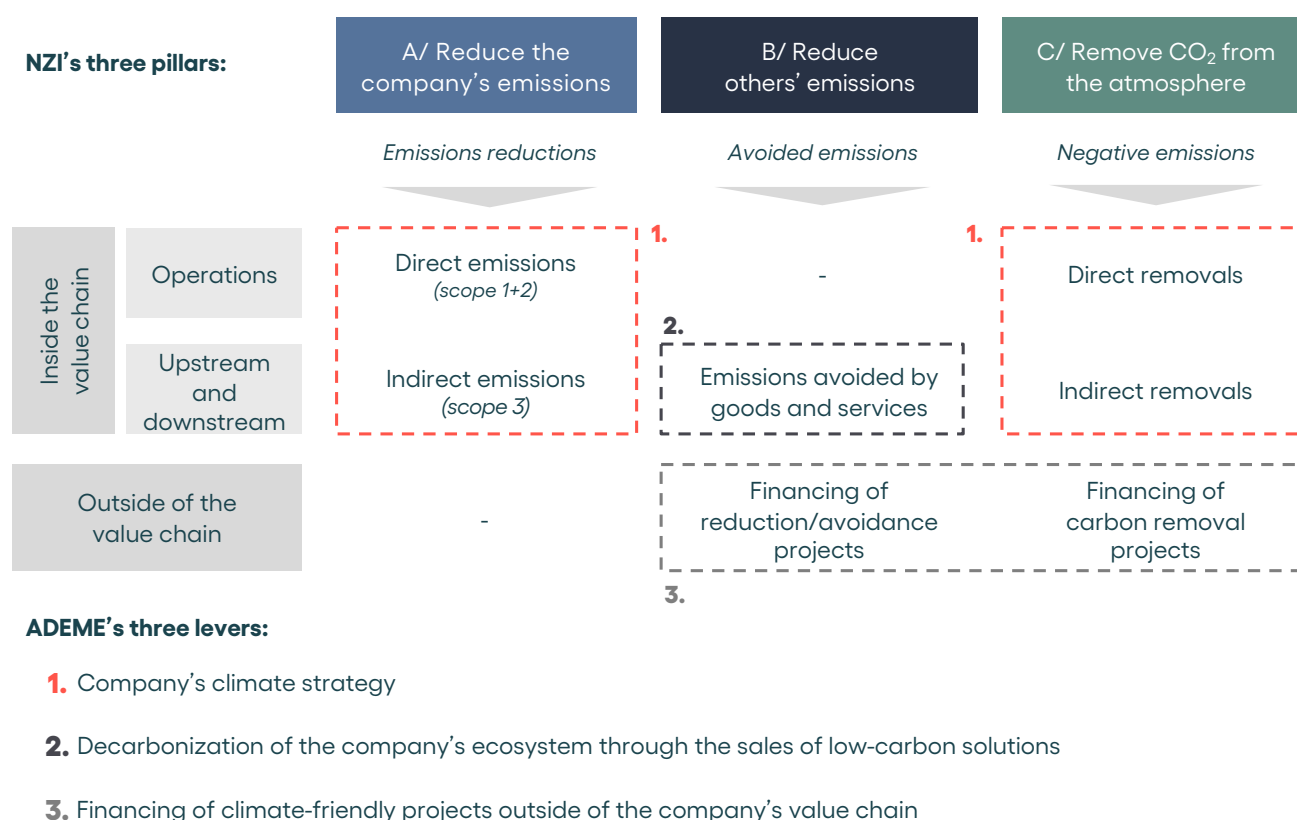 NZI's three pillars:
A/ Reduce the
company's emissions
B/ Reduce
others' emissions
C/ Remove CO₂ from
the atmosphere
Emissions reductions
Avoided emissions
Negative emissions
Inside the
value chain
Operations
Direct emissions
(scope 1+2)
1.
-
1.
Direct removals
Upstream
and
downstream
Indirect emissions
(scope 3)
2.
Emissions avoided by
goods and services
Indirect removals
Outside of the
value chain
-
Financing of
reduction/avoidance
projects
Financing of
carbon removal
projects
3.
ADEME's three levers:
1. Company's climate strategy
2. Decarbonization of the company's ecosystem through the sales of low-carbon solutions
3. Financing of climate-friendly projects outside of the company's value chain